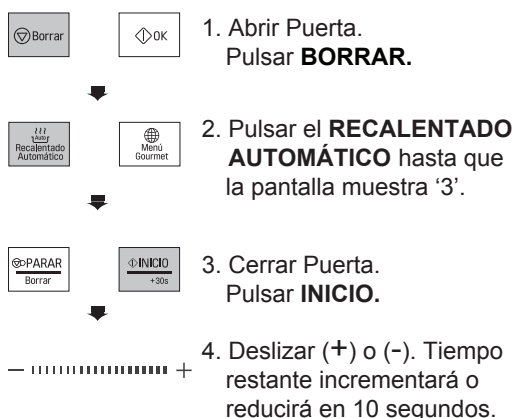 Borrar
OK
1. Abrir Puerta.
Pulsar BORRAR.
Auto
Recalentado
Automático
Menú
Gourmet
2. Pulsar el RECALENTADO
AUTOMÁTICO hasta que
la pantalla muestra ‘3’.
PARAR
Borrar
INICIO
+30s
3. Cerrar Puerta.
Pulsar INICIO.
− +
4. Deslizar (+) o (-). Tiempo
restante incrementará o
reducirá en 10 segundos.